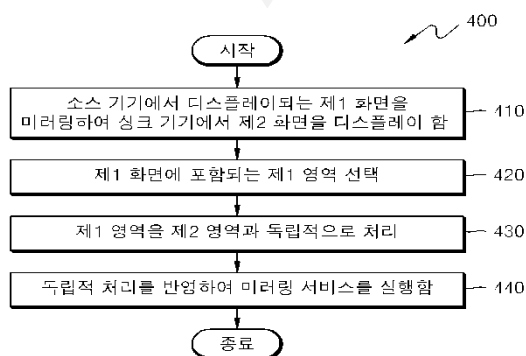 400
시작
소스 기기에서 디스플레이되는 제1 화면을
미러링하여 싱크 기기에서 제2 화면을 디스플레이 함
410
제1 화면에 포함되는 제1 영역 선택
420
제1 영역을 제2 영역과 독립적으로 처리
430
독립적 처리를 반영하여 미러링 서비스를 실행함
440
종료